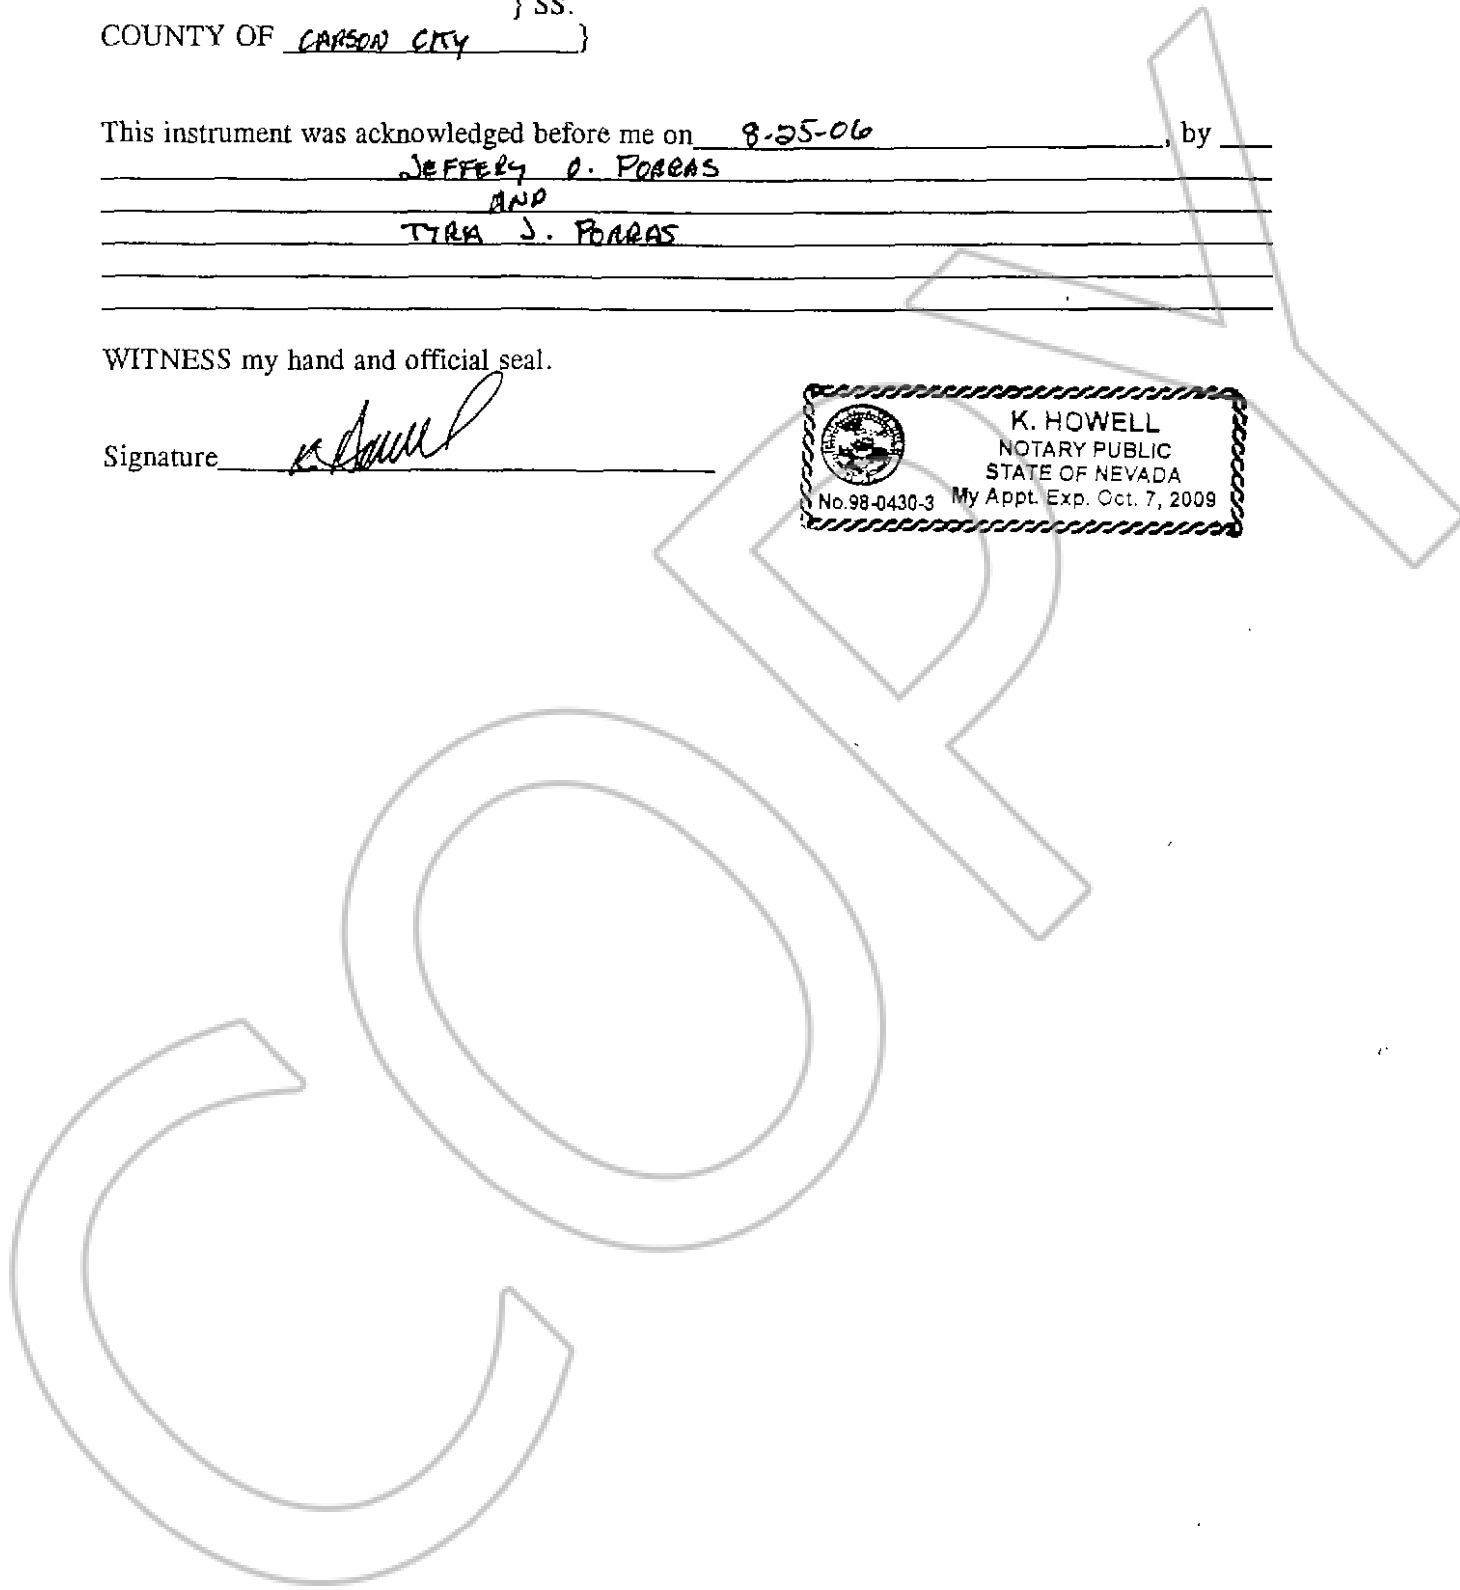 } SS.
COUNTY OF CARSON CITY }
This instrument was acknowledged before me on 8-25-06, by
JEFFERY O. PORRAS
AND
TYRA J. PORRAS
WITNESS my hand and official seal.
Signature K. Howell
K. HOWELL
NOTARY PUBLIC
STATE OF NEVADA
No.98-0430-3 My Appt. Exp. Oct. 7, 2009
COPY